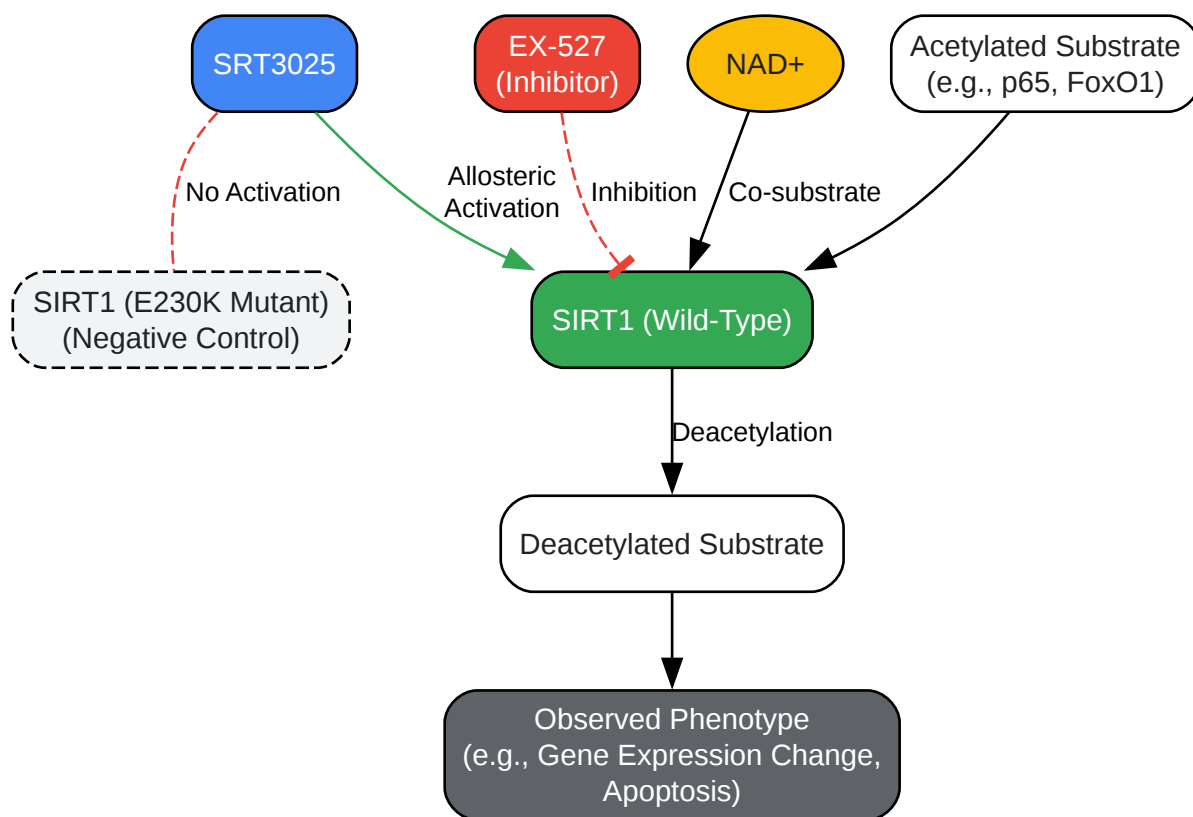 SRT3025
EX-527
(Inhibitor)
NAD+
Acetylated Substrate
(e.g., p65, FoxO1)
No Activation
Allosteric
Activation
Inhibition
Co-substrate
SIRT1 (E230K Mutant)
(Negative Control)
SIRT1 (Wild-Type)
Deacetylation
Deacetylated Substrate
Observed Phenotype
(e.g., Gene Expression Change,
Apoptosis)